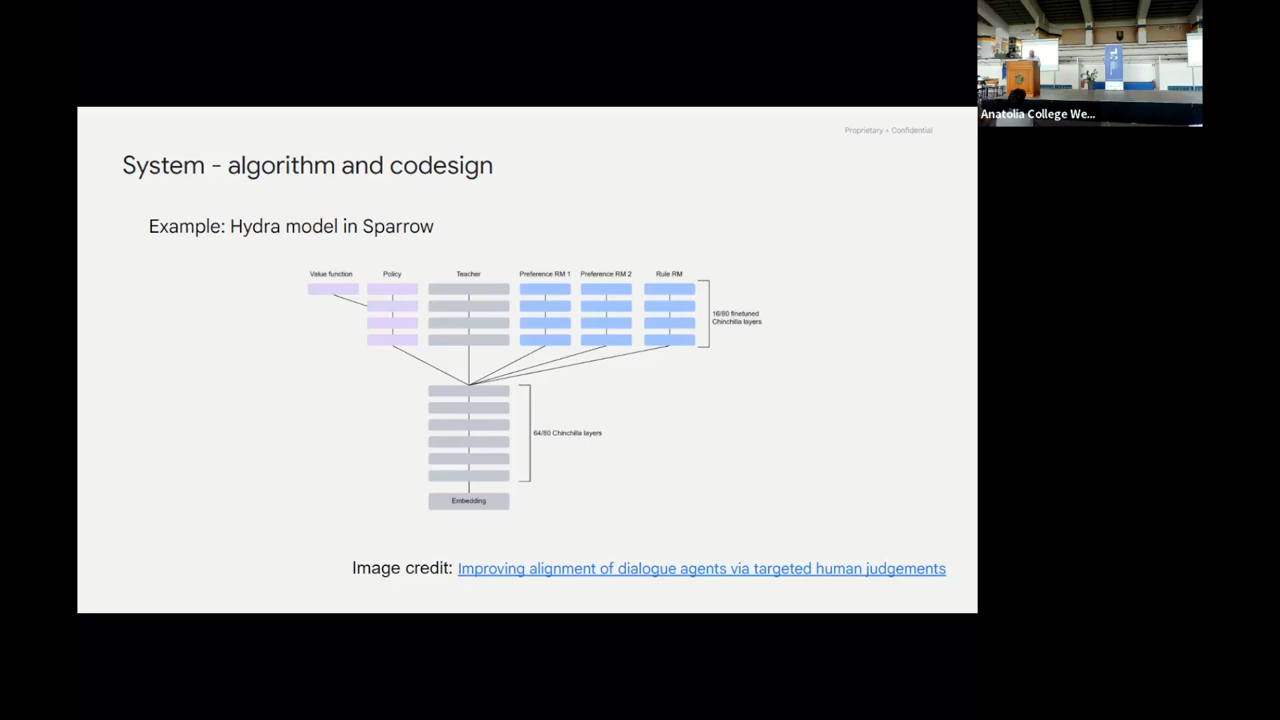 Proprietary + Confidential
Anatolia College We...
System - algorithm and codesign
Example: Hydra model in Sparrow
Value function
Policy
Teacher
Preference RM 1
Preference RM 2
Rule RM
16/80 finetuned
Chinchilla layers
64/80 Chinchilla layers
Embedding
Image credit: Improving alignment of dialogue agents via targeted human judgements